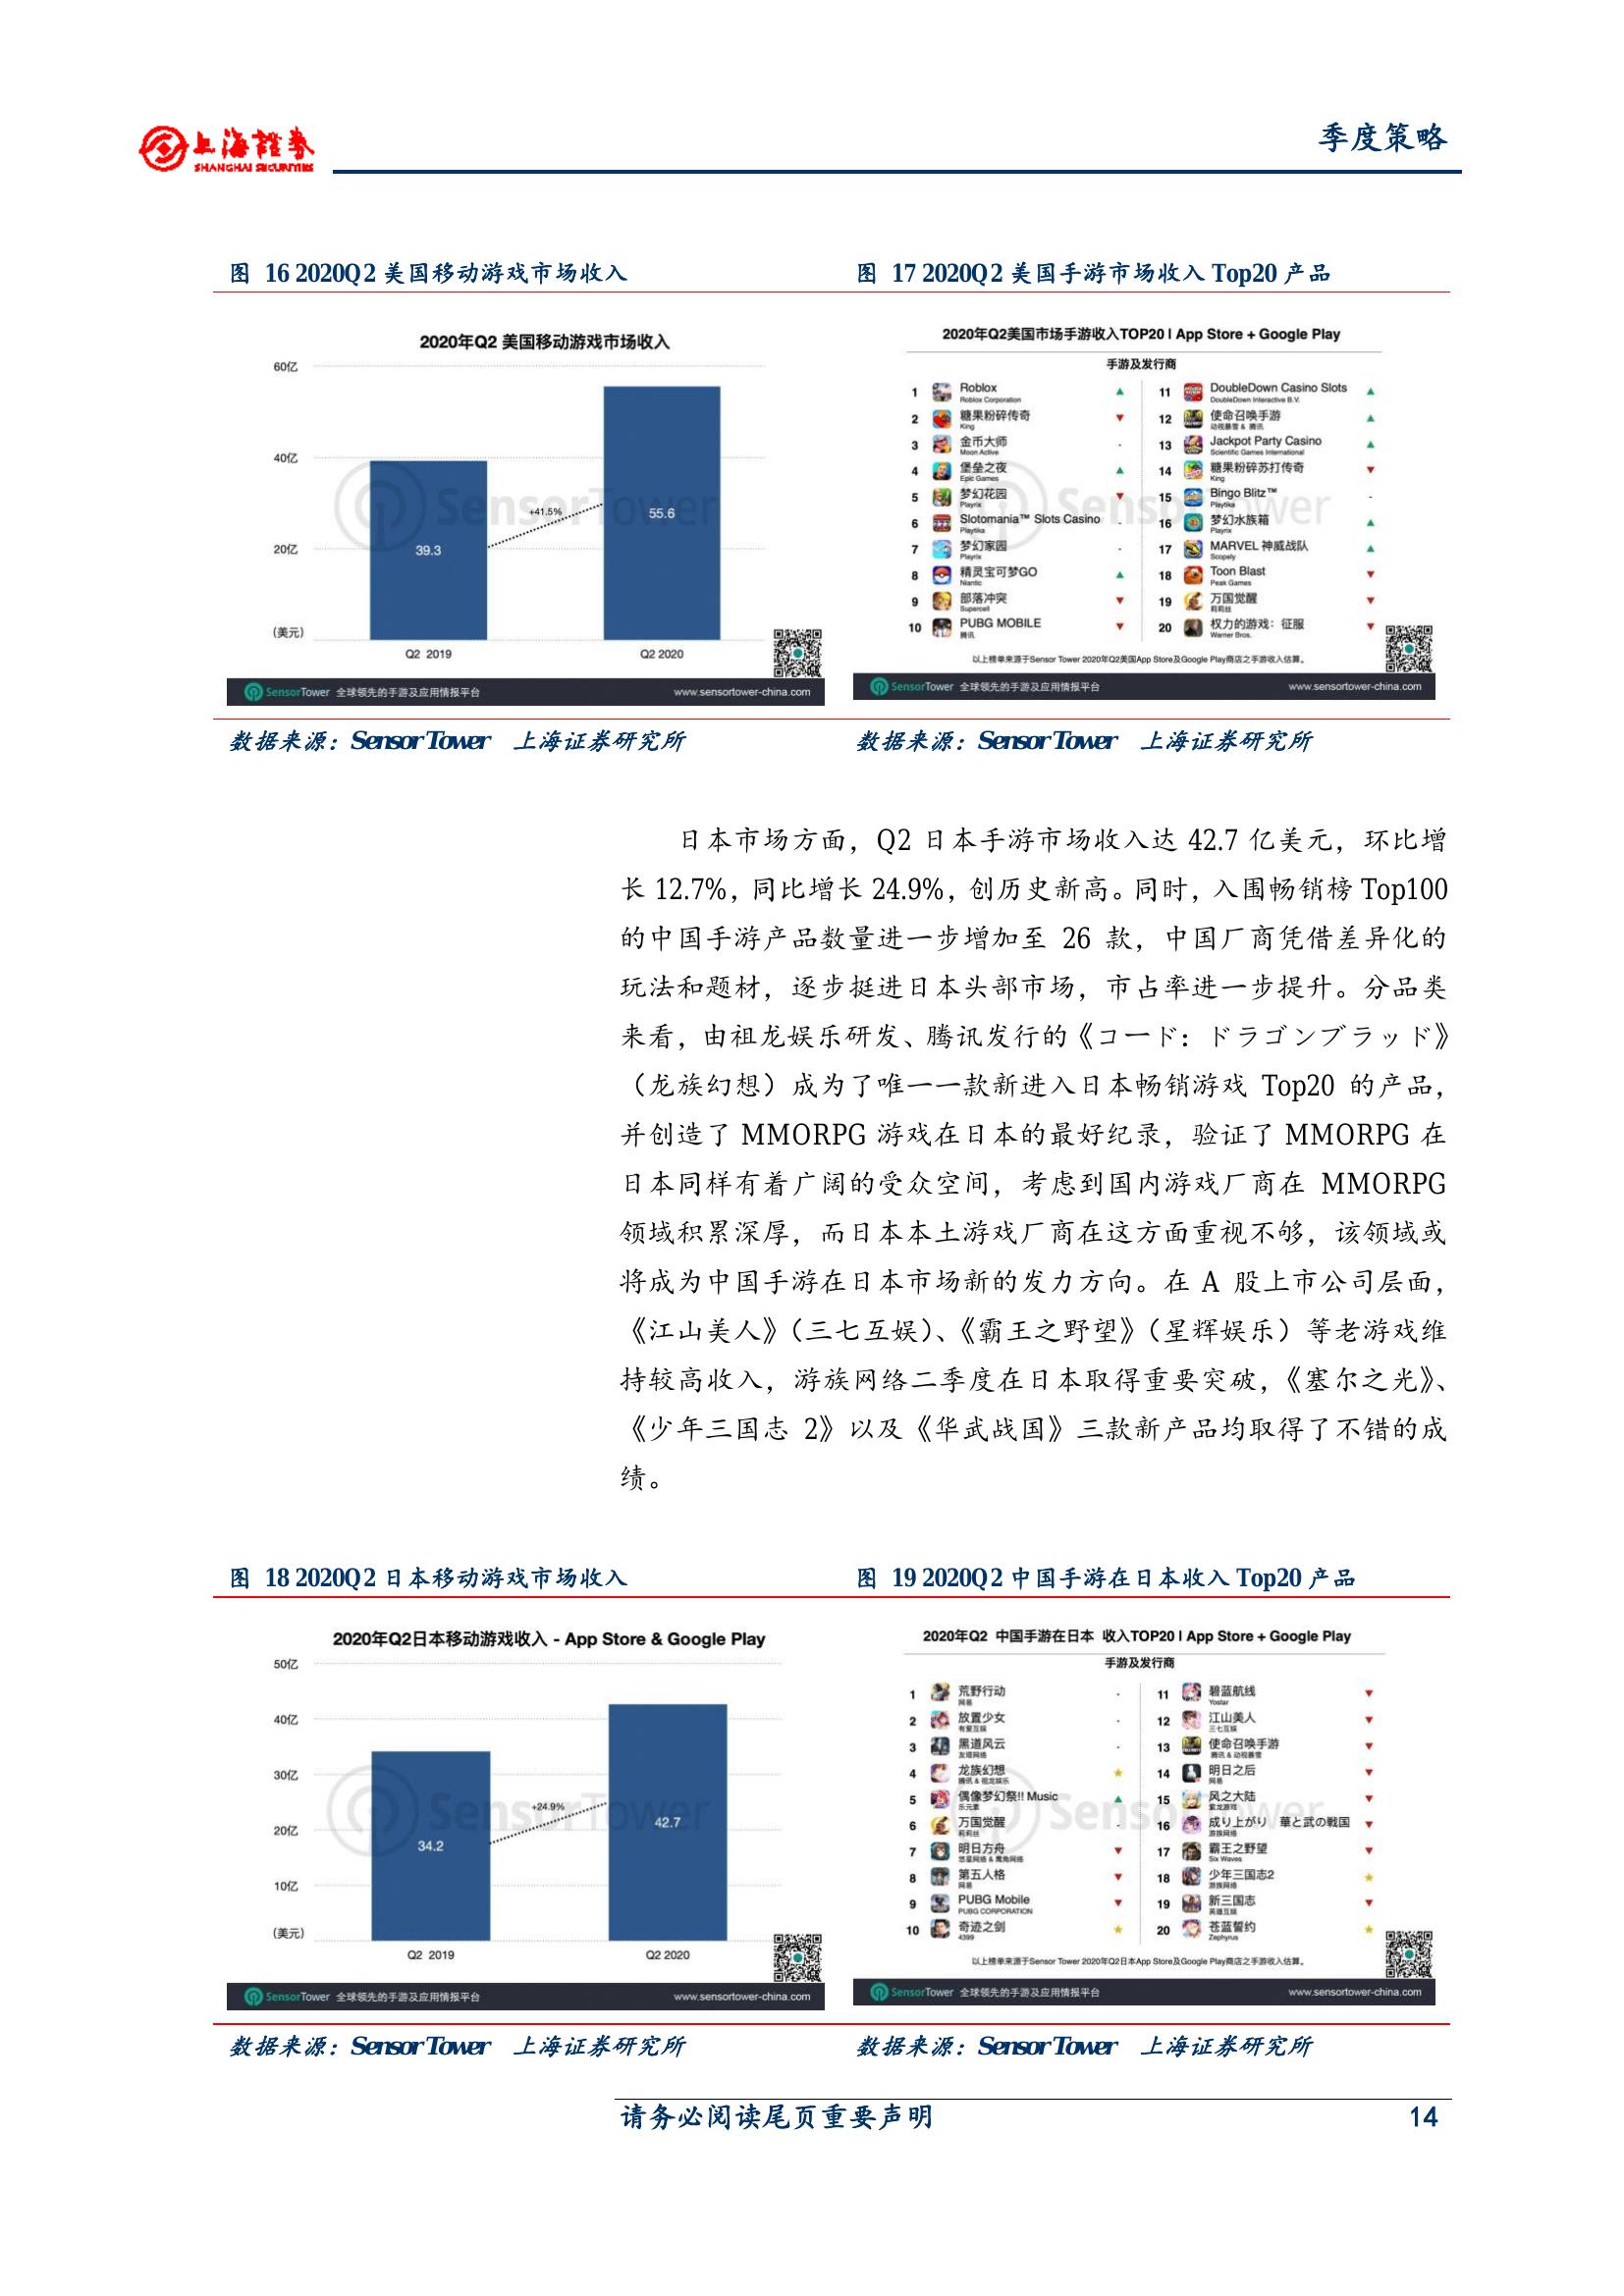 上海證券
SHANGHAI SECURITIES
季度策略
图 16 2020Q2 美国移动游戏市场收入
2020年Q2 美国移动游戏市场收入
60亿
40亿
20亿
(美元)
+41.5%
39.3
55.6
Q2 2019
Q2 2020
SensorTower
SensorTower 全球领先的手游及应用情报平台
www.sensortower-china.com
数据来源：Sensor Tower 上海证券研究所
图 17 2020Q2 美国手游市场收入 Top20 产品
2020年Q2美国市场手游收入TOP20 | App Store + Google Play
手游及发行商
1 Roblox
Roblox Corporation
2 糖果粉碎传奇
King
3 金币大师
Moon Active
4 堡垒之夜
Epic Games
5 梦幻花园
Playrix
6 Slotomania™ Slots Casino
Playtika
7 梦幻家园
Playrix
8 精灵宝可梦GO
Niantic
9 部落冲突
Supercell
10 PUBG MOBILE
腾讯
11 DoubleDown Casino Slots
DoubleDown Interactive B.V.
12 使命召唤手游
动视暴雪 & 腾讯
13 Jackpot Party Casino
Scientific Games International
14 糖果粉碎苏打传奇
King
15 Bingo Blitz™
Playtika
16 梦幻水族箱
Playrix
17 MARVEL 神威战队
Scopely
18 Toon Blast
Peak Games
19 万国觉醒
莉莉丝
20 权力的游戏：征服
Warner Bros.
SensorTower
以上榜单来源于Sensor Tower 2020年Q2美国App Store及Google Play商店之手游收入估算。
SensorTower 全球领先的手游及应用情报平台
www.sensortower-china.com
数据来源：Sensor Tower 上海证券研究所
日本市场方面，Q2 日本手游市场收入达 42.7 亿美元，环比增
长 12.7%，同比增长 24.9%，创历史新高。同时，入围畅销榜 Top100
的中国手游产品数量进一步增加至 26 款，中国厂商凭借差异化的
玩法和题材，逐步挺进日本头部市场，市占率进一步提升。分品类
来看，由祖龙娱乐研发、腾讯发行的《コード：ドラゴンブラッド》
（龙族幻想）成为了唯一一款新进入日本畅销游戏 Top20 的产品，
并创造了 MMORPG 游戏在日本的最好纪录，验证了 MMORPG 在
日本同样有着广阔的受众空间，考虑到国内游戏厂商在 MMORPG
领域积累深厚，而日本本土游戏厂商在这方面重视不够，该领域或
将成为中国手游在日本市场新的发力方向。在 A 股上市公司层面，
《江山美人》（三七互娱）、《霸王之野望》（星辉娱乐）等老游戏维
持较高收入，游族网络二季度在日本取得重要突破，《塞尔之光》、
《少年三国志 2》以及《华武战国》三款新产品均取得了不错的成
绩。
图 18 2020Q2 日本移动游戏市场收入
2020年Q2日本移动游戏收入 - App Store & Google Play
50亿
40亿
30亿
20亿
10亿
(美元)
+24.9%
34.2
42.7
Q2 2019
Q2 2020
SensorTower
SensorTower 全球领先的手游及应用情报平台
www.sensortower-china.com
数据来源：Sensor Tower 上海证券研究所
图 19 2020Q2 中国手游在日本收入 Top20 产品
2020年Q2 中国手游在日本 收入TOP20 | App Store + Google Play
手游及发行商
1 荒野行动
网易
2 放置少女
有爱互娱
3 黑道风云
友塔网络
4 龙族幻想
腾讯 & 祖龙娱乐
5 偶像梦幻祭!! Music
乐元素
6 万国觉醒
莉莉丝
7 明日方舟
悠星网络 & 鹰角网络
8 第五人格
网易
9 PUBG Mobile
PUBG CORPORATION
10 奇迹之剑
4399
11 碧蓝航线
Yostar
12 江山美人
三七互娱
13 使命召唤手游
腾讯 & 动视暴雪
14 明日之后
网易
15 风之大陆
紫龙游戏
16 成り上がり 華と武の戦国
游族网络
17 霸王之野望
Six Waves
18 少年三国志2
游族网络
19 新三国志
英雄互娱
20 苍蓝誓约
Zephyrus
SensorTower
以上榜单来源于Sensor Tower 2020年Q2日本App Store及Google Play商店之手游收入估算。
SensorTower 全球领先的手游及应用情报平台
www.sensortower-china.com
数据来源：Sensor Tower 上海证券研究所
请务必阅读尾页重要声明
14